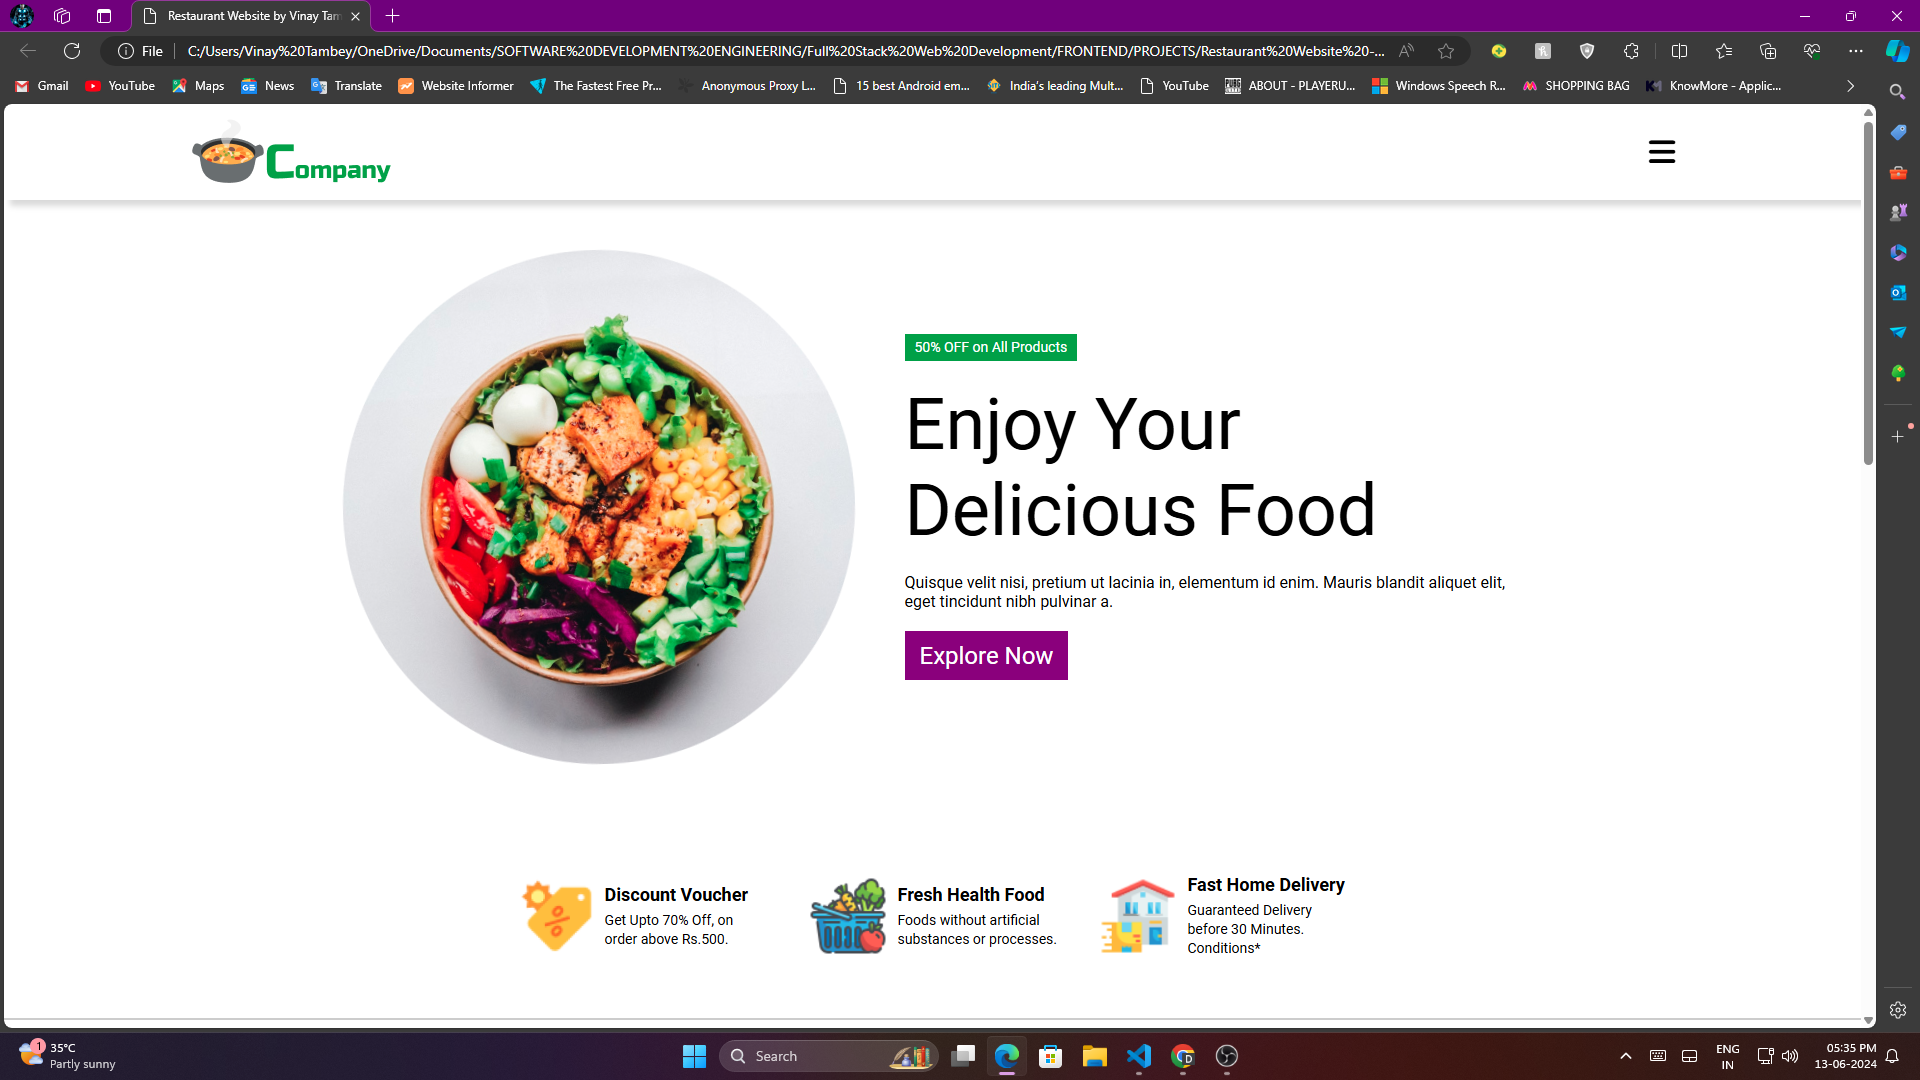 Restaurant Website by Vinay Tam
File
C:/Users/Vinay%20Tambey/OneDrive/Documents/SOFTWARE%20DEVELOPMENT%20ENGINEERING/Full%20Stack%20Web%20Development/FRONTEND/PROJECTS/Restaurant%20Website%20-...
Gmail YouTube Maps News Translate Website Informer The Fastest Free Pr... Anonymous Proxy L... 15 best Android em... India's leading Mult... YouTube ABOUT - PLAYERU... Windows Speech R... SHOPPING BAG KnowMore - Applic...
Company
50% OFF on All Products
Enjoy Your
Delicious Food
Quisque velit nisi, pretium ut lacinia in, elementum id enim. Mauris blandit aliquet elit,
eget tincidunt nibh pulvinar a.
Explore Now
Discount Voucher
Get Upto 70% Off, on
order above Rs.500.
Fresh Health Food
Foods without artificial
substances or processes.
Fast Home Delivery
Guaranteed Delivery
before 30 Minutes.
Conditions*
1
35°C
Partly sunny
Search
ENG
IN
05:35 PM
13-06-2024